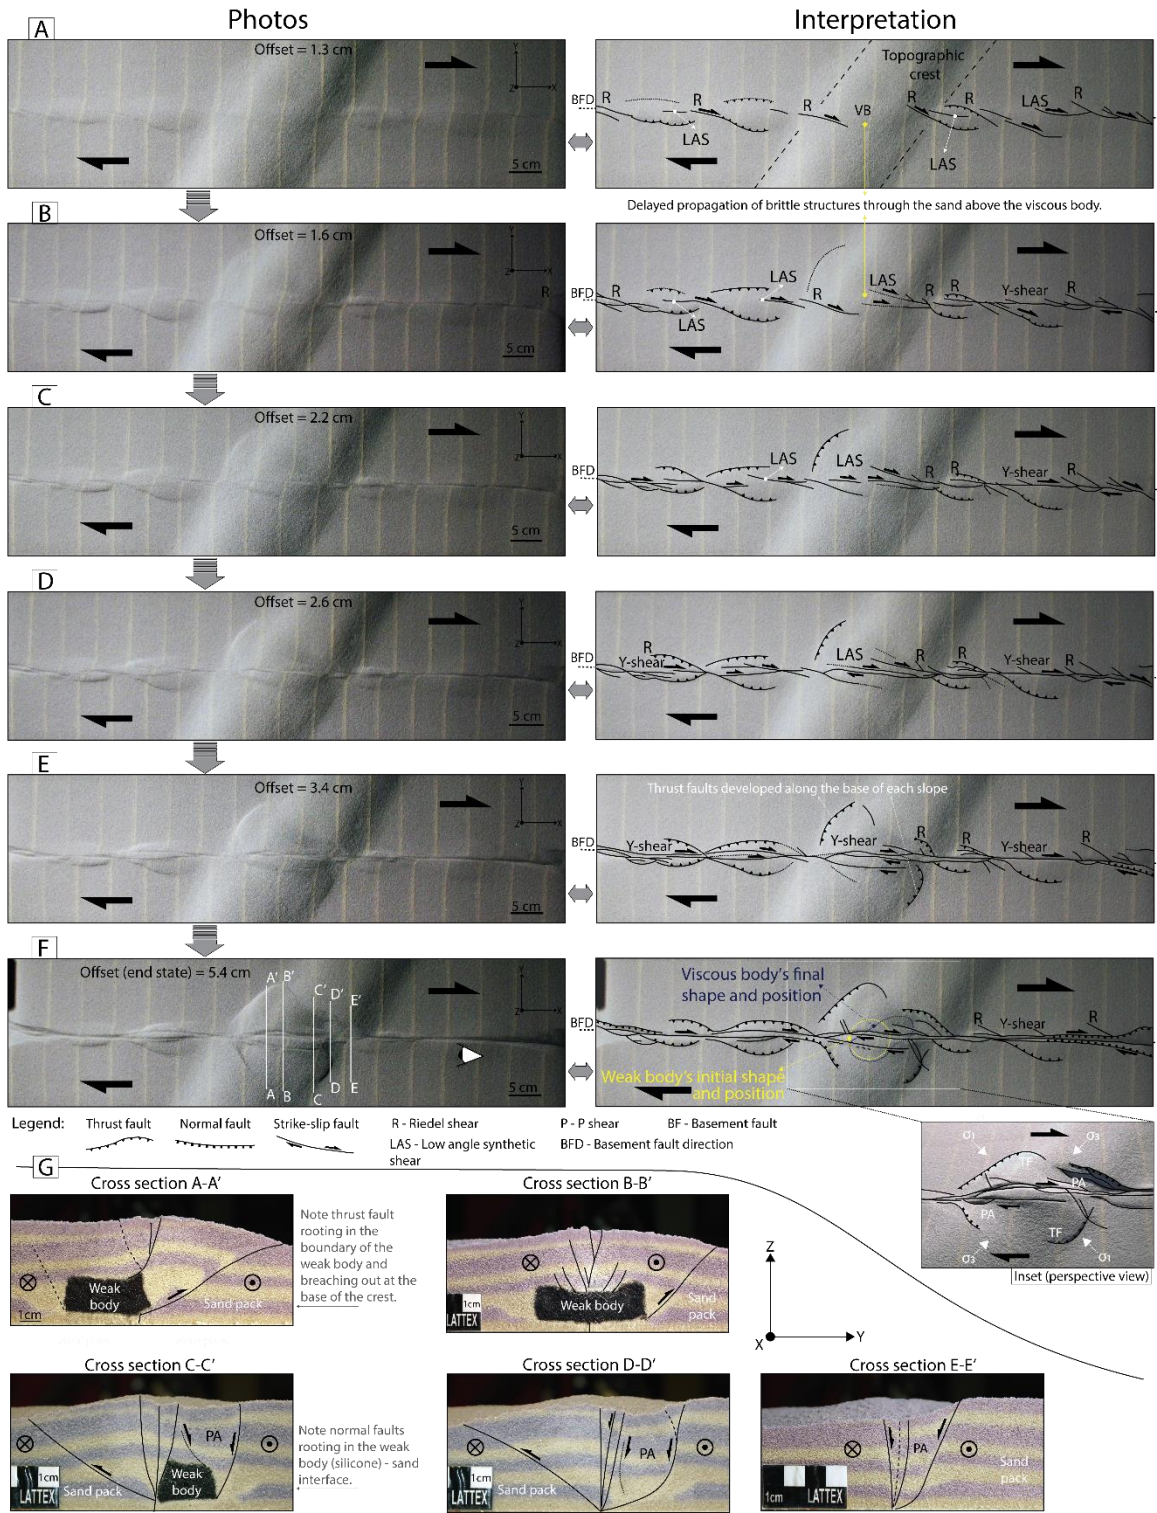 Photos
Interpretation
A
Offset = 1.3 cm
Y
Z
X
5 cm
BFD
R
R
R
VB
Topographic
crest
R
R
LAS
R
LAS
LAS
Delayed propagation of brittle structures through the sand above the viscous body.
B
Offset = 1.6 cm
Y
Z
X
R
5 cm
BFD
R
LAS
LAS
R
LAS
R
R
Y-shear
R
C
Offset = 2.2 cm
Y
Z
X
5 cm
BFD
LAS
LAS
R
R
Y-shear
R
D
Offset = 2.6 cm
Y
Z
X
5 cm
BFD
R
Y-shear
LAS
R
R
Y-shear
R
E
Offset = 3.4 cm
Y
Z
X
5 cm
Thrust faults developed along the base of each slope
BFD
Y-shear
Y-shear
R
R
Y-shear
R
F
Offset (end state) = 5.4 cm
A' B' C' D' E'
A B C D E
Y
Z
X
5 cm
Viscous body's final
shape and position
BFD
R
Y-shear
R
Weak body's initial shape
and position
Legend:
Thrust fault
Normal fault
Strike-slip fault
R - Riedel shear
P - P shear
BF - Basement fault
LAS - Low angle synthetic
shear
BFD - Basement fault direction
σ1
σ3
TF
PA
PA
TF
σ3
σ1
Inset (perspective view)
G
Cross section A-A'
Weak
body
Sand pack
1cm
Note thrust fault
rooting in the
boundary of the
weak body and
breaching out at the
base of the crest.
Cross section B-B'
Weak body
Sand
pack
1cm
LATTEX
Z
X
Y
Cross section C-C'
PA
Weak
body
1cm
LATTEX
Sand pack
Note normal faults
rooting in the weak
body (silicone) - sand
interface.
Cross section D-D'
PA
1cm
LATTEX
Sand pack
Cross section E-E'
PA
Sand
pack
1cm
LATTEX